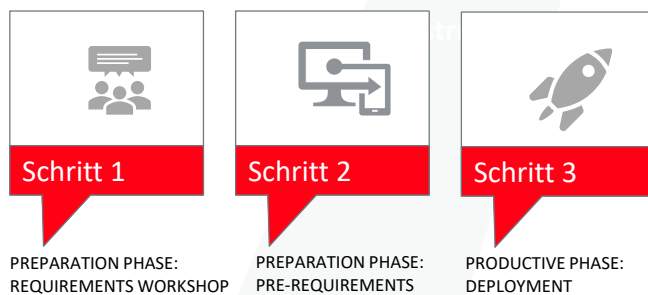 Schritt 1
Schritt 2
Schritt 3
PREPARATION PHASE:
REQUIREMENTS WORKSHOP
PREPARATION PHASE:
PRE-REQUIREMENTS
PRODUCTIVE PHASE:
DEPLOYMENT